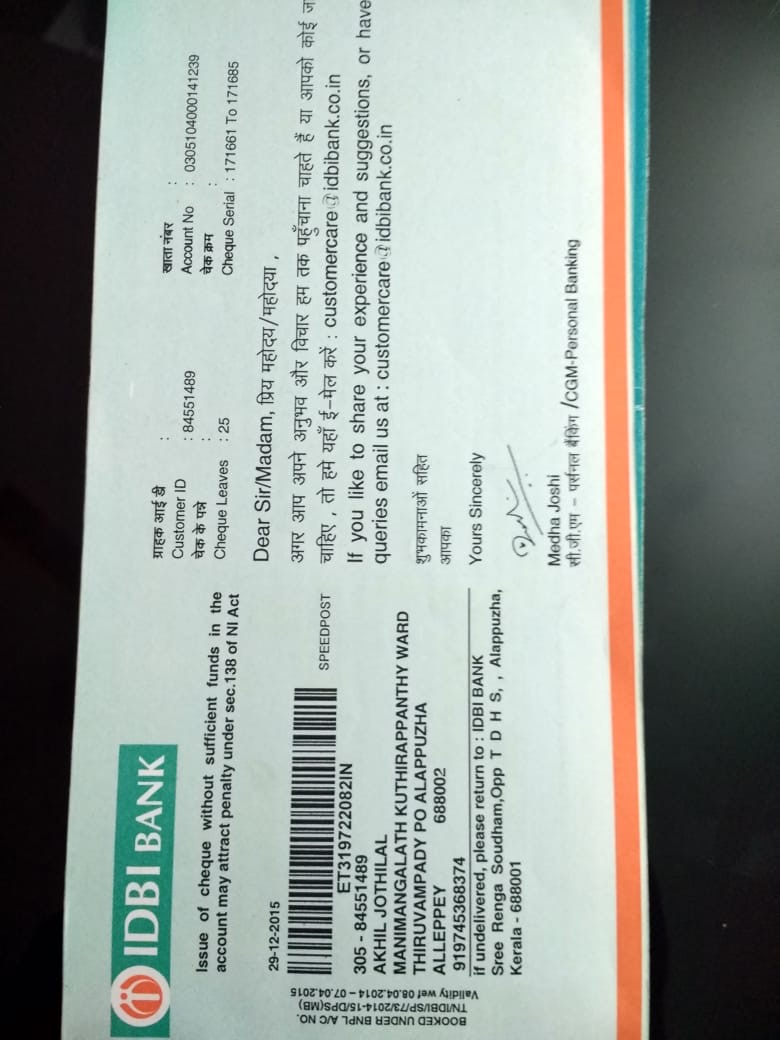 IDBI BANK
Issue of cheque without sufficient funds in the
account may attract penalty under sec.138 of NI Act
29-12-2015
SPEEDPOST
ET319722082IN
305 - 84551489
AKHIL JOTHILAL
MANIMANGALATH KUTHIRAPPANTHY WARD
THIRUVAMPADY PO ALAPPUZHA
ALLEPPEY 688002
919745368374
if undelivered, please return to : IDBI BANK
Sree Renga Soudham,Opp T D H S, , Alappuzha,
Kerala - 688001
BOOKED UNDER BNPL A/C NO.
TN/IDBI/SP/73/2014-15/DPS(MB)
Validity wef 08.04.2014 – 07.04.2015
ग्राहक आई डी :
Customer ID : 84551489
चेक के पन्ने :
Cheque Leaves : 25
खाता नंबर :
Account No : 0305104000141239
चेक क्रम :
Cheque Serial : 171661 To 171685
Dear Sir/Madam, प्रिय महोदय/महोदया ,
अगर आप अपने अनुभव और विचार हम तक पहुँचाना चाहते हैं या आपको कोई
चाहिए , तो हमे यहाँ ई-मेल करें : customercare@idbibank.co.in
If you like to share your experience and suggestions, or have
queries email us at : customercare@idbibank.co.in
शुभकामनाओं सहित
आपका
Yours Sincerely
Medha Joshi
सी.जी.एम - पर्सनल बैंकिंग /CGM-Personal Banking